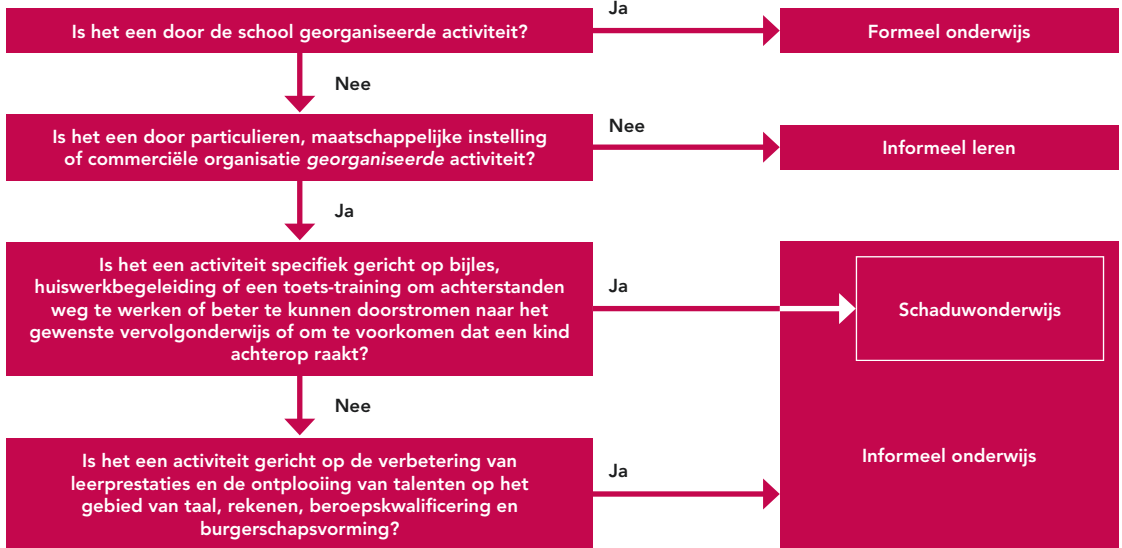 Is het een door de school georganiseerde activiteit?
Ja
Formeel onderwijs
Nee
Is het een door particulieren, maatschappelijke instelling
of commerciële organisatie georganiseerde activiteit?
Nee
Informeel leren
Ja
Is het een activiteit specifiek gericht op bijles,
huiswerkbegeleiding of een toets-training om achterstanden
weg te werken of beter te kunnen doorstromen naar het
gewenste vervolgonderwijs of om te voorkomen dat een kind
achterop raakt?
Ja
Schaduwonderwijs
Nee
Is het een activiteit gericht op de verbetering van
leerprestaties en de ontplooiing van talenten op het
gebied van taal, rekenen, beroepskwalificering en
burgerschapsvorming?
Ja
Informeel onderwijs